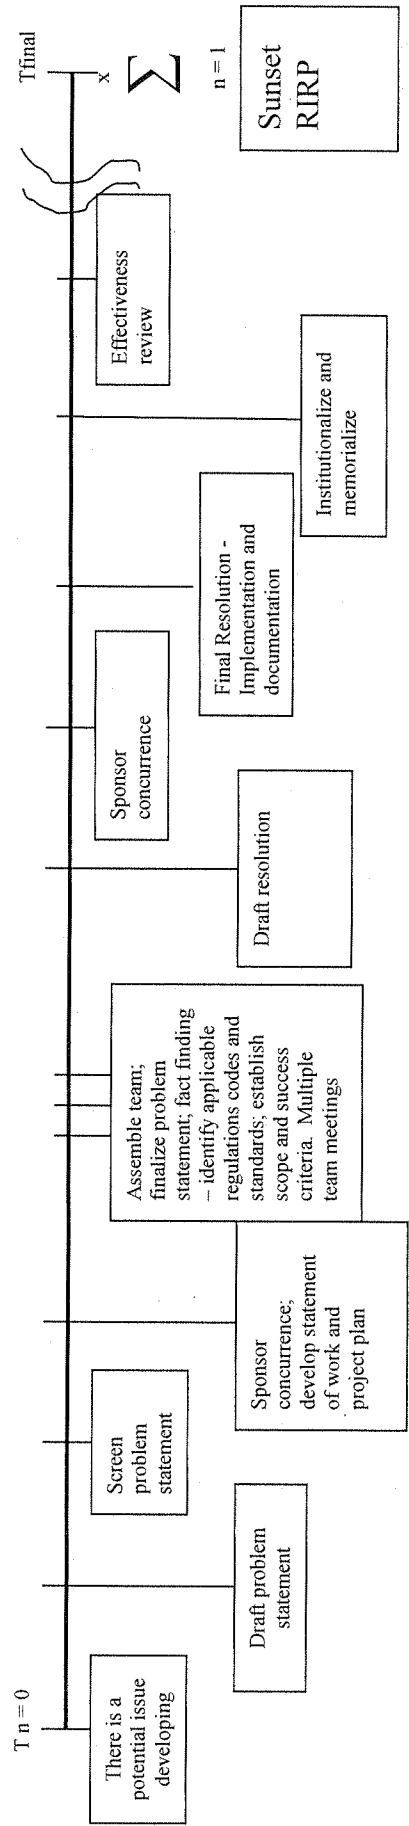 T n = 0
There is a
potential issue
developing
Draft problem
statement
Screen
problem
statement
Sponsor
concurrence;
develop statement
of work and
project plan
Assemble team;
finalize problem
statement; fact finding
– identify applicable
regulations codes and
standards; establish
scope and success
criteria. Multiple
team meetings
Draft resolution
Sponsor
concurrence
Final Resolution -
Implementation and
documentation
Institutionalize and
memorialize
Effectiveness
review
Tfinal
x
Σ
n = 1
Sunset
RIRP